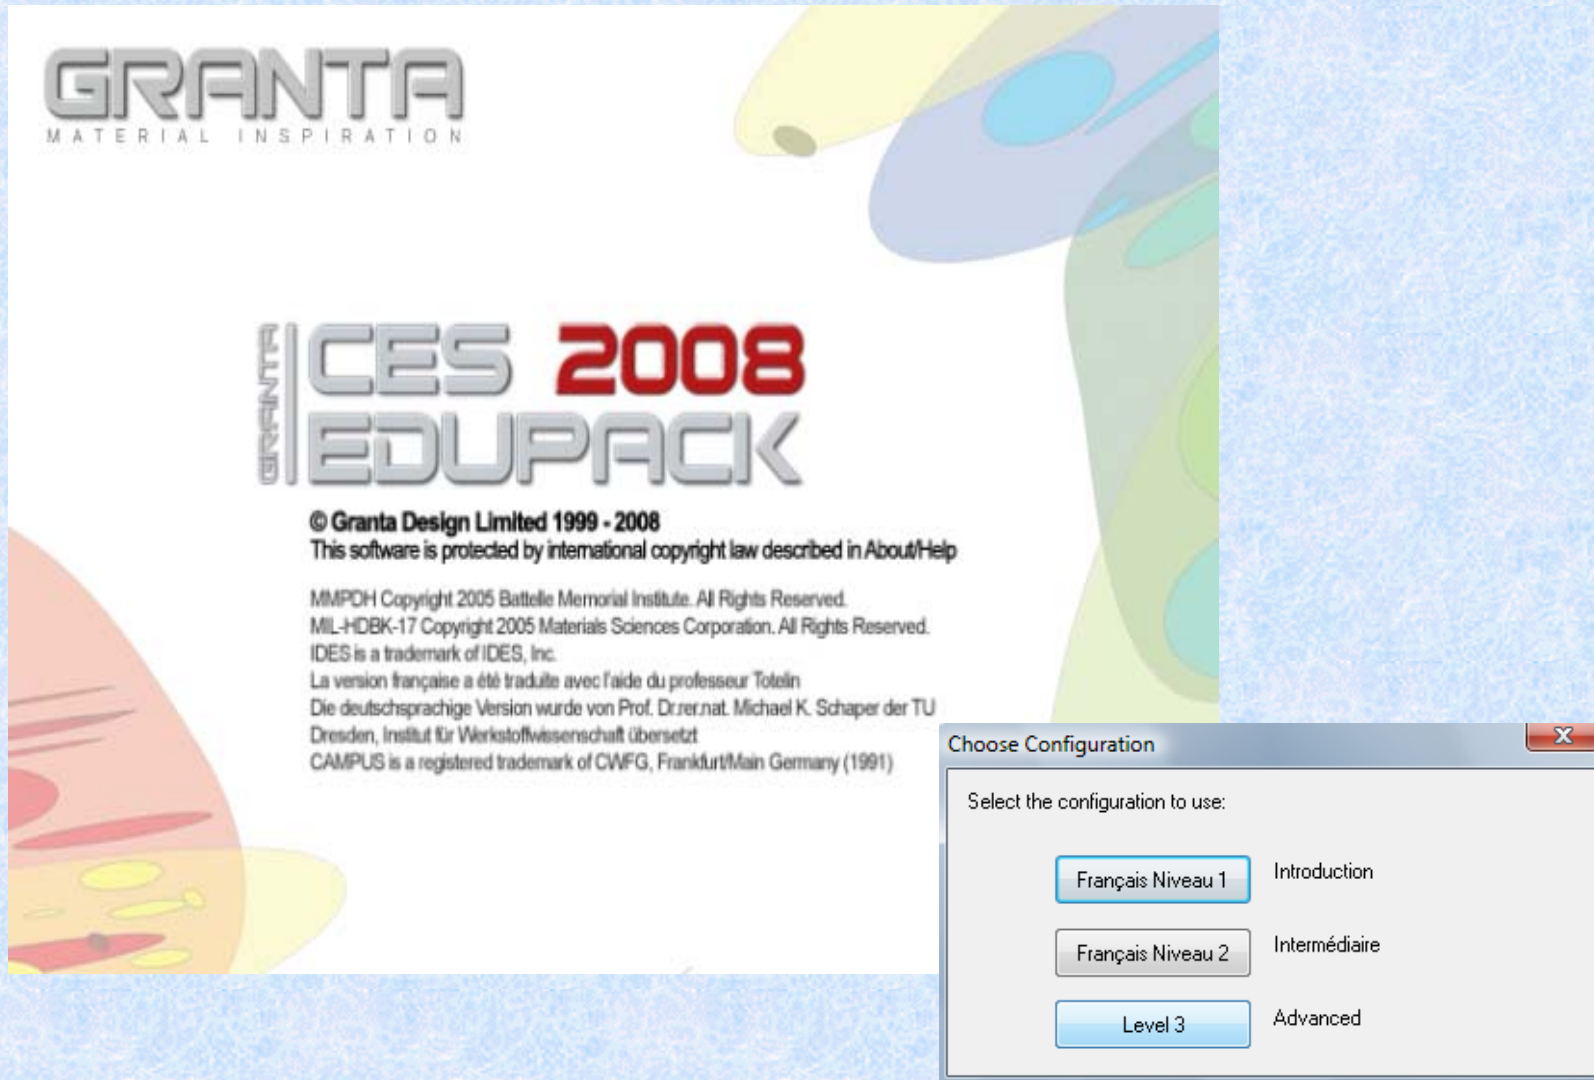 GRANTA
MATERIAL INSPIRATION
GRANTA
CES 2008
EDUPACK
© Granta Design Limited 1999 - 2008
This software is protected by international copyright law described in About/Help
MMPDH Copyright 2005 Battelle Memorial Institute. All Rights Reserved.
MIL-HDBK-17 Copyright 2005 Materials Sciences Corporation. All Rights Reserved.
IDES is a trademark of IDES, Inc.
La version française a été traduite avec l'aide du professeur Totelin
Die deutschsprachige Version wurde von Prof. Dr.rer.nat. Michael K. Schaper der TU
Dresden, Institut für Werkstoffwissenschaft übersetzt
CAMPUS is a registered trademark of CWFG, Frankfurt/Main Germany (1991)
Choose Configuration
Select the configuration to use:
Français Niveau 1 Introduction
Français Niveau 2 Intermédiaire
Level 3 Advanced